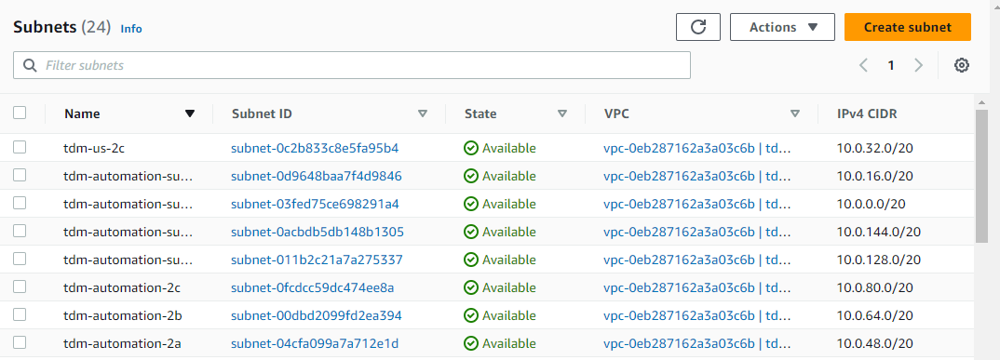 Subnets (24) Info
Actions Create subnet
Filter subnets
1
Name Subnet ID State VPC IPv4 CIDR
tdm-us-2c subnet-0c2b833c8e5fa95b4 Available vpc-0eb287162a3a03c6b | td... 10.0.32.0/20
tdm-automation-su... subnet-0d9648baa7f4d9846 Available vpc-0eb287162a3a03c6b | td... 10.0.16.0/20
tdm-automation-su... subnet-03fed75ce698291a4 Available vpc-0eb287162a3a03c6b | td... 10.0.0.0/20
tdm-automation-su... subnet-0acbdb5db148b1305 Available vpc-0eb287162a3a03c6b | td... 10.0.144.0/20
tdm-automation-su... subnet-011b2c21a7a275337 Available vpc-0eb287162a3a03c6b | td... 10.0.128.0/20
tdm-automation-2c subnet-0fcdcc59dc474ee8a Available vpc-0eb287162a3a03c6b | td... 10.0.80.0/20
tdm-automation-2b subnet-00dbd2099fd2ea394 Available vpc-0eb287162a3a03c6b | td... 10.0.64.0/20
tdm-automation-2a subnet-04cfa099a7a712e1d Available vpc-0eb287162a3a03c6b | td... 10.0.48.0/20